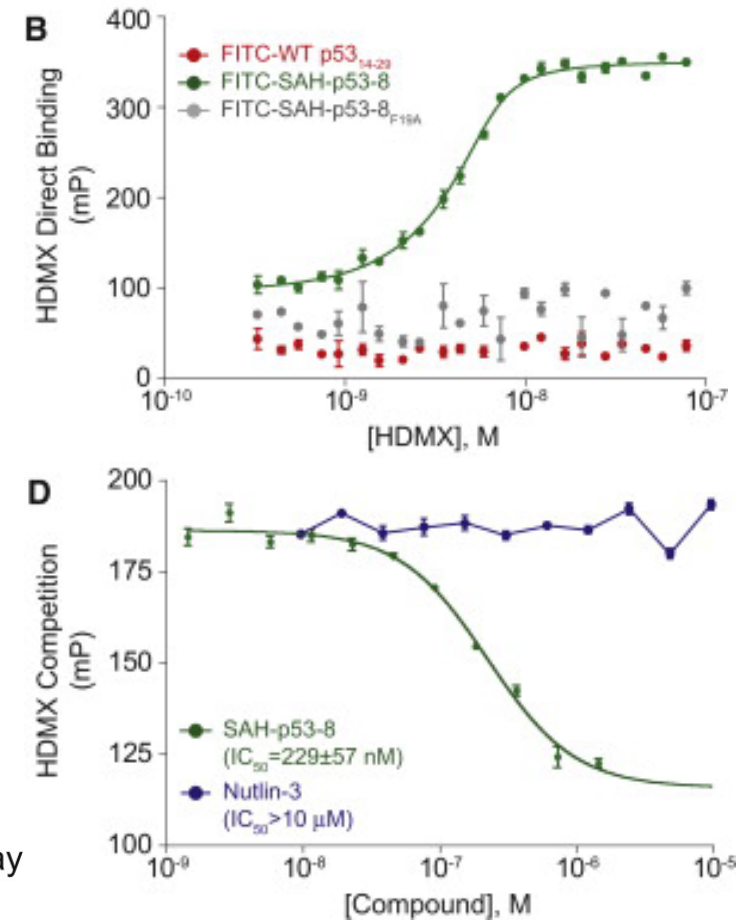 B
400
300
200
100
0
HDMX Direct Binding
(mP)
FITC-WT p53₁₄₋₂₉
FITC-SAH-p53-8
FITC-SAH-p53-8F19A
10⁻¹⁰
10⁻⁹
10⁻⁸
10⁻⁷
[HDMX], M
D
200
175
150
125
100
HDMX Competition
(mP)
SAH-p53-8
(IC₅₀=229±57 nM)
Nutlin-3
(IC₅₀>10 µM)
ay
10⁻⁹
10⁻⁸
10⁻⁷
10⁻⁶
10⁻⁵
[Compound], M